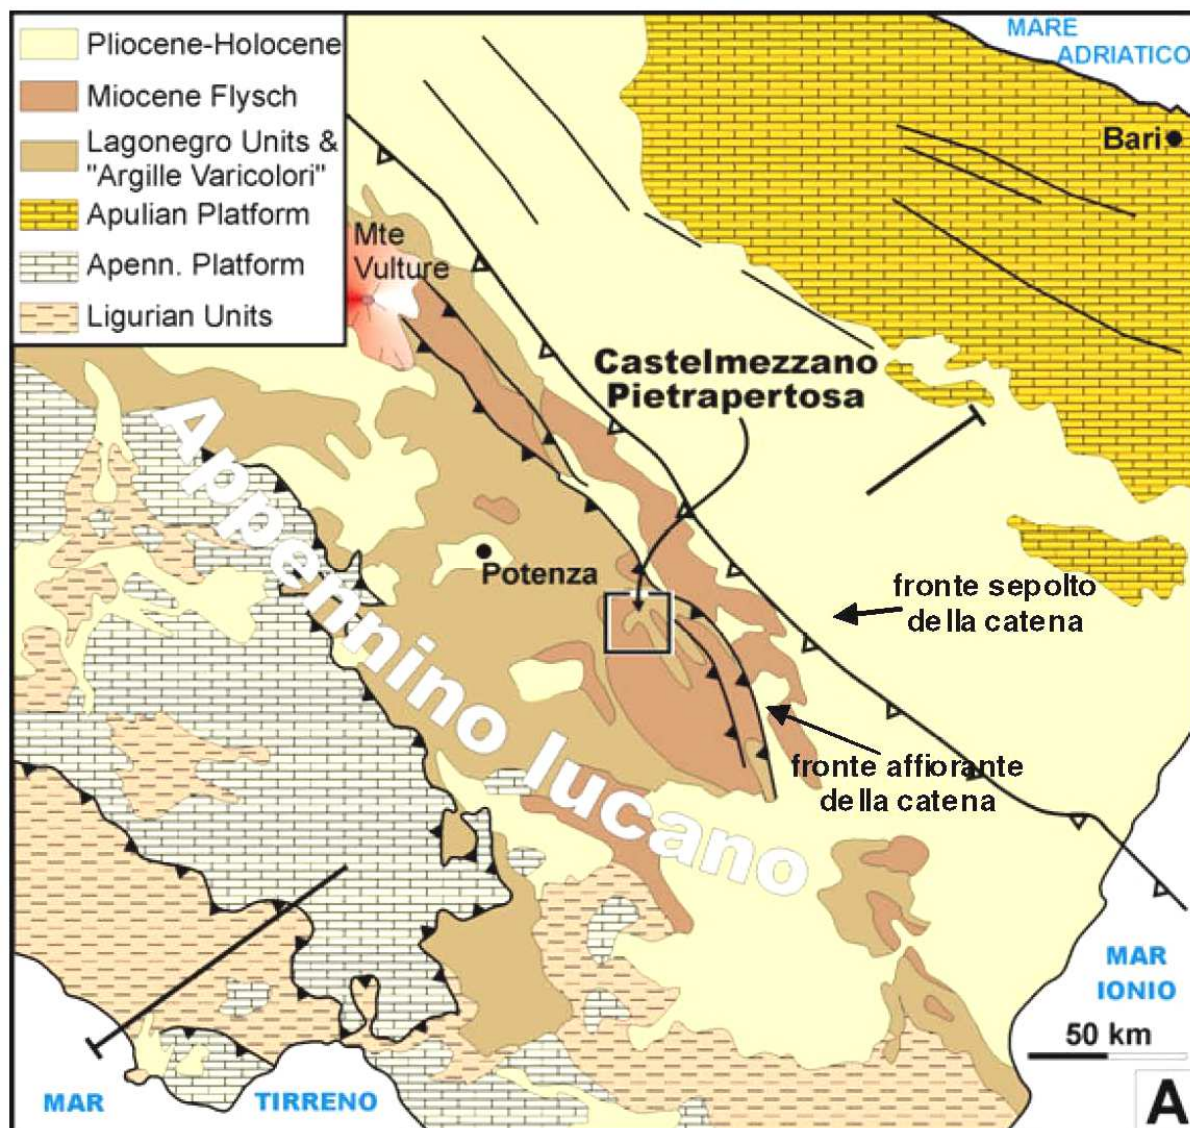 Pliocene-Holocene
Miocene Flysch
Lagonegro Units &
"Argille Varicolori"
Apulian Platform
Apenn. Platform
Ligurian Units
MARE
ADRIATICO
Bari
Mte
Vulture
Castelmezzano
Pietrapertosa
Appennino lucano
Potenza
fronte sepolto
della catena
fronte affiorante
della catena
MAR
IONIO
50 km
MAR TIRRENO
A